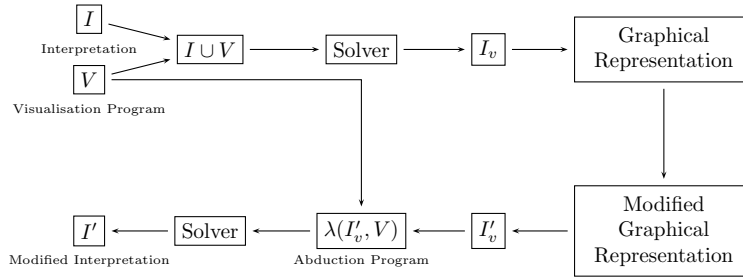 I
Interpretation
V
Visualisation Program
I ∪ V
Solver
I_v
Graphical
Representation
Modified
Graphical
Representation
I'_v
λ(I'_v, V)
Abduction Program
Solver
I'
Modified Interpretation